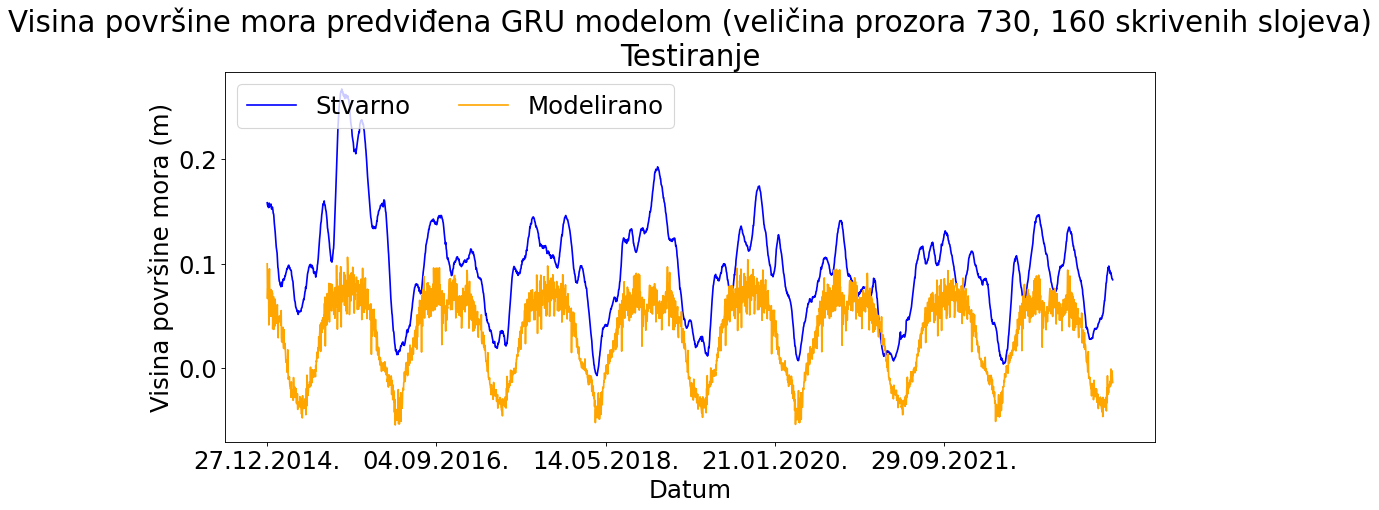 Visina površine mora predviđena GRU modelom (veličina prozora 730, 160 skrivenih slojeva)
Testiranje
Stvarno
Modelirano
Visina površine mora (m)
0.2
0.1
0.0
27.12.2014.
04.09.2016.
14.05.2018.
21.01.2020.
29.09.2021.
Datum